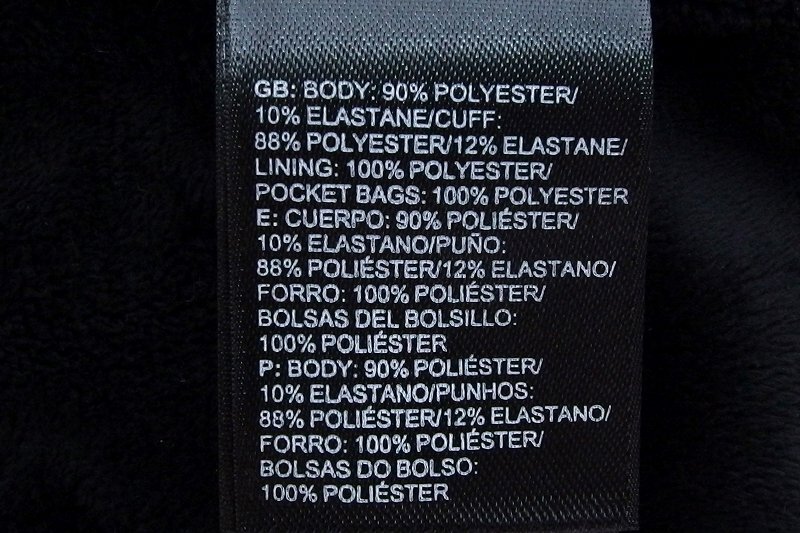 GB: BODY: 90% POLYESTER/
10% ELASTANE/CUFF:
88% POLYESTER/12% ELASTANE/
LINING: 100% POLYESTER/
POCKET BAGS: 100% POLYESTER
E: CUERPO: 90% POLIÉSTER/
10% ELASTANO/PUÑO:
88% POLIÉSTER/12% ELASTANO/
FORRO: 100% POLIÉSTER/
BOLSAS DEL BOLSILLO:
100% POLIÉSTER
P: BODY: 90% POLIÉSTER/
10% ELASTANO/PUNHOS:
88% POLIÉSTER/12% ELASTANO/
FORRO: 100% POLIÉSTER/
BOLSAS DO BOLSO:
100% POLIÉSTER